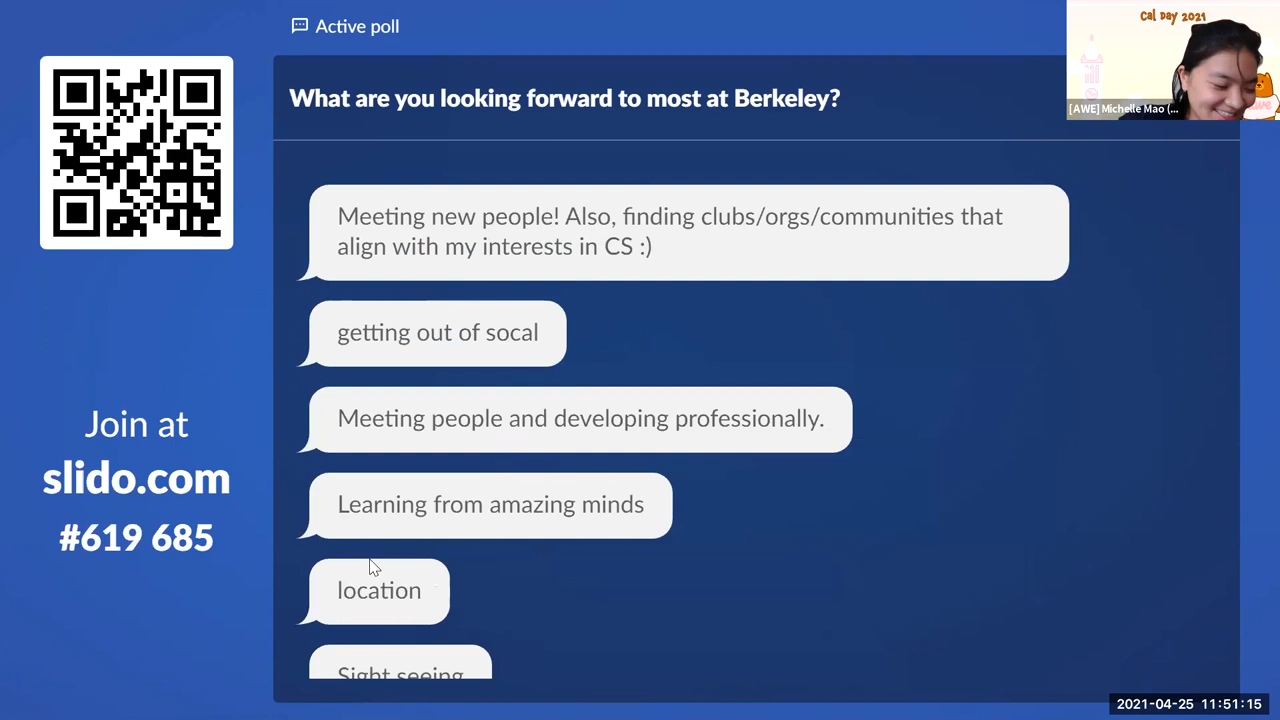 Active poll
What are you looking forward to most at Berkeley?
Cal Day 2021
[AWE] Michelle Mao (...
Meeting new people! Also, finding clubs/orgs/communities that
align with my interests in CS :)
getting out of socal
Meeting people and developing professionally.
Learning from amazing minds
location
Sight seeing
Join at
slido.com
#619 685
2021-04-25 11:51:15